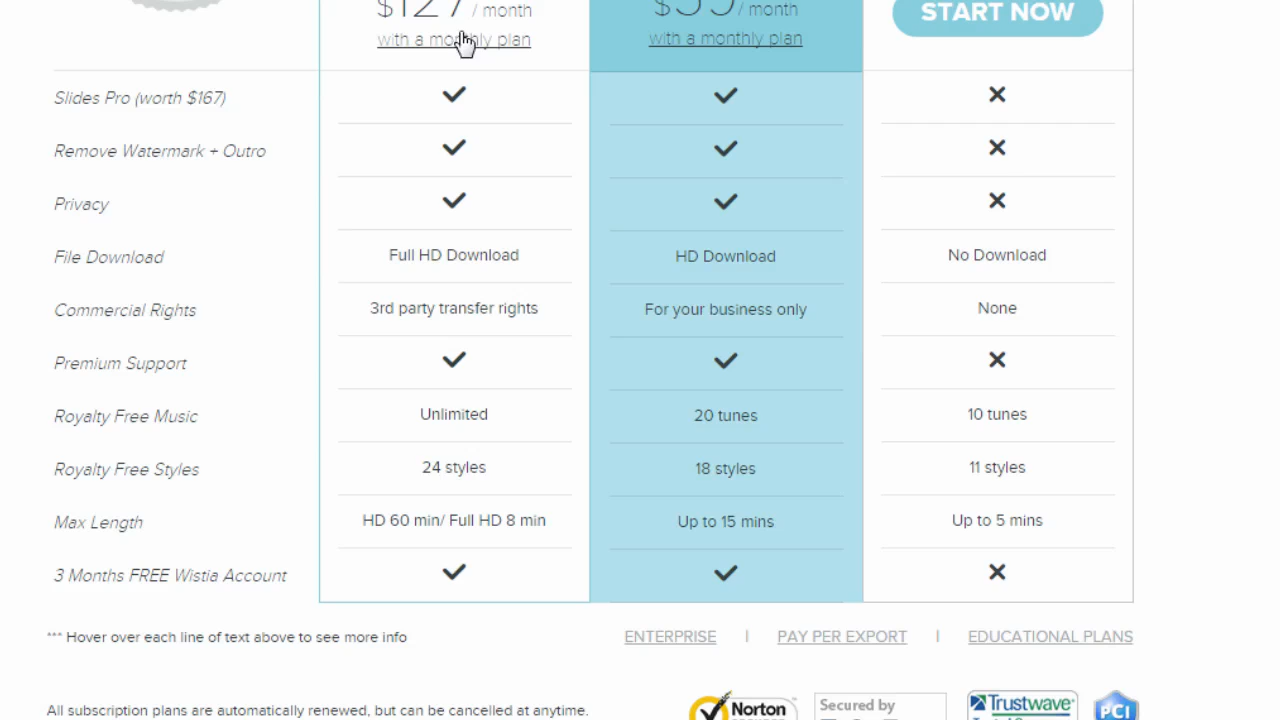 / month
/ month
START NOW
with a monthly plan
with a monthly plan
Slides Pro (worth $167)
Remove Watermark + Outro
Privacy
File Download
Full HD Download
HD Download
No Download
Commercial Rights
3rd party transfer rights
For your business only
None
Premium Support
Royalty Free Music
Unlimited
20 tunes
10 tunes
Royalty Free Styles
24 styles
18 styles
11 styles
Max Length
HD 60 min/ Full HD 8 min
Up to 15 mins
Up to 5 mins
3 Months FREE Wistia Account
*** Hover over each line of text above to see more info
ENTERPRISE | PAY PER EXPORT | EDUCATIONAL PLANS
All subscription plans are automatically renewed, but can be cancelled at anytime.
Norton
Secured by
Trustwave
PCI